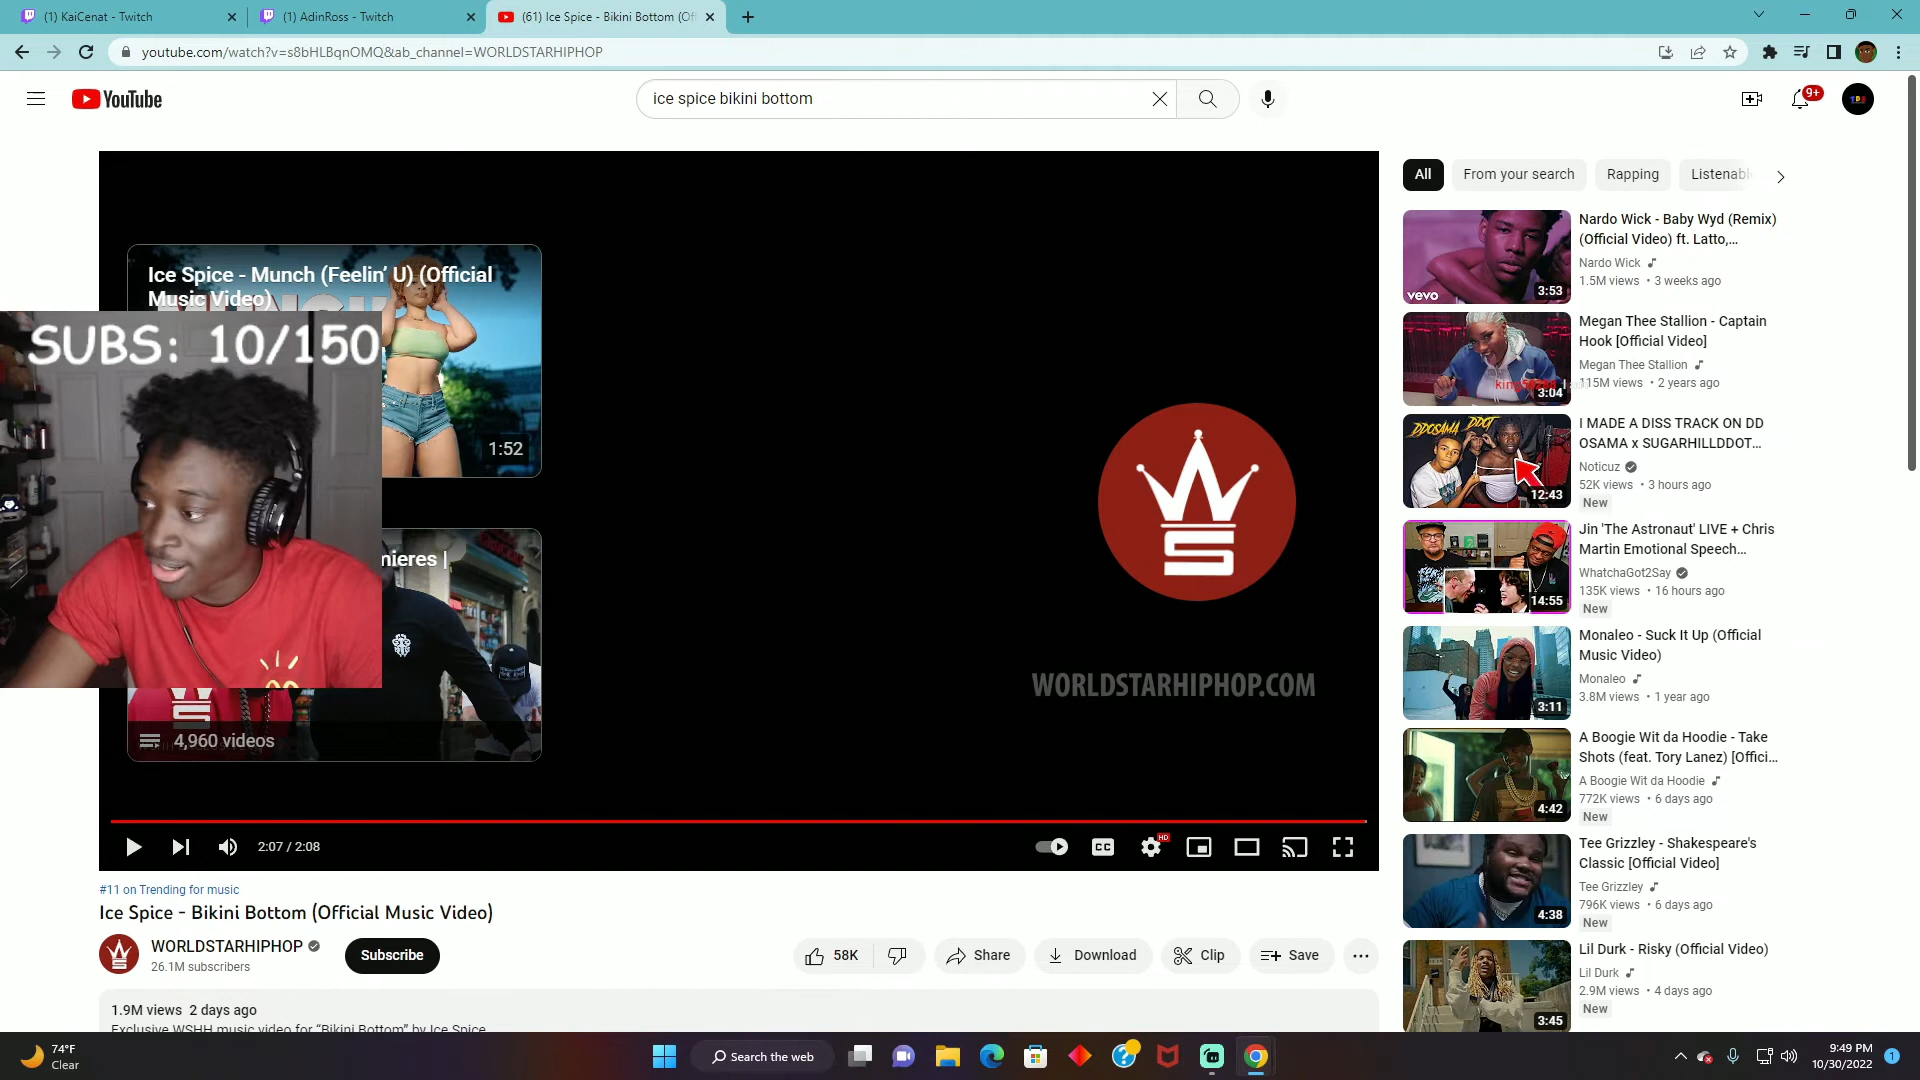 (1) KaiCenat - Twitch
(1) AdinRoss - Twitch
(61) Ice Spice - Bikini Bottom (Off
youtube.com/watch?v=s8bHLBqnOMQ&ab_channel=WORLDSTARHIPHOP
YouTube
ice spice bikini bottom
9+
Ice Spice - Munch (Feelin’ U) (Official
Music Video)
1:52
SUBS: 10/150
nieres |
4,960 videos
WORLDSTARHIPHOP.COM
2:07 / 2:08
CC
HD
#11 on Trending for music
Ice Spice - Bikini Bottom (Official Music Video)
WORLDSTARHIPHOP
26.1M subscribers
Subscribe
58K
Share
Download
Clip
Save
1.9M views 2 days ago
Exclusive WSHH music video for “Bikini Bottom” by Ice Spice
All
From your search
Rapping
Listenabl
vevo
3:53
Nardo Wick - Baby Wyd (Remix)
(Official Video) ft. Latto,...
Nardo Wick
1.5M views • 3 weeks ago
3:04
Megan Thee Stallion - Captain
Hook [Official Video]
Megan Thee Stallion
115M views • 2 years ago
DDOSAMA DDOT
12:43
I MADE A DISS TRACK ON DD
OSAMA x SUGARHILLDDOT...
Noticuz
52K views • 3 hours ago
New
14:55
Jin 'The Astronaut' LIVE + Chris
Martin Emotional Speech...
WhatchaGot2Say
135K views • 16 hours ago
New
3:11
Monaleo - Suck It Up (Official
Music Video)
Monaleo
3.8M views • 1 year ago
4:42
A Boogie Wit da Hoodie - Take
Shots (feat. Tory Lanez) [Offici...
A Boogie Wit da Hoodie
772K views • 6 days ago
New
4:38
Tee Grizzley - Shakespeare's
Classic [Official Video]
Tee Grizzley
796K views • 6 days ago
New
3:45
Lil Durk - Risky (Official Video)
Lil Durk
2.9M views • 4 days ago
New
74°F
Clear
Search the web
9:49 PM
10/30/2022
1